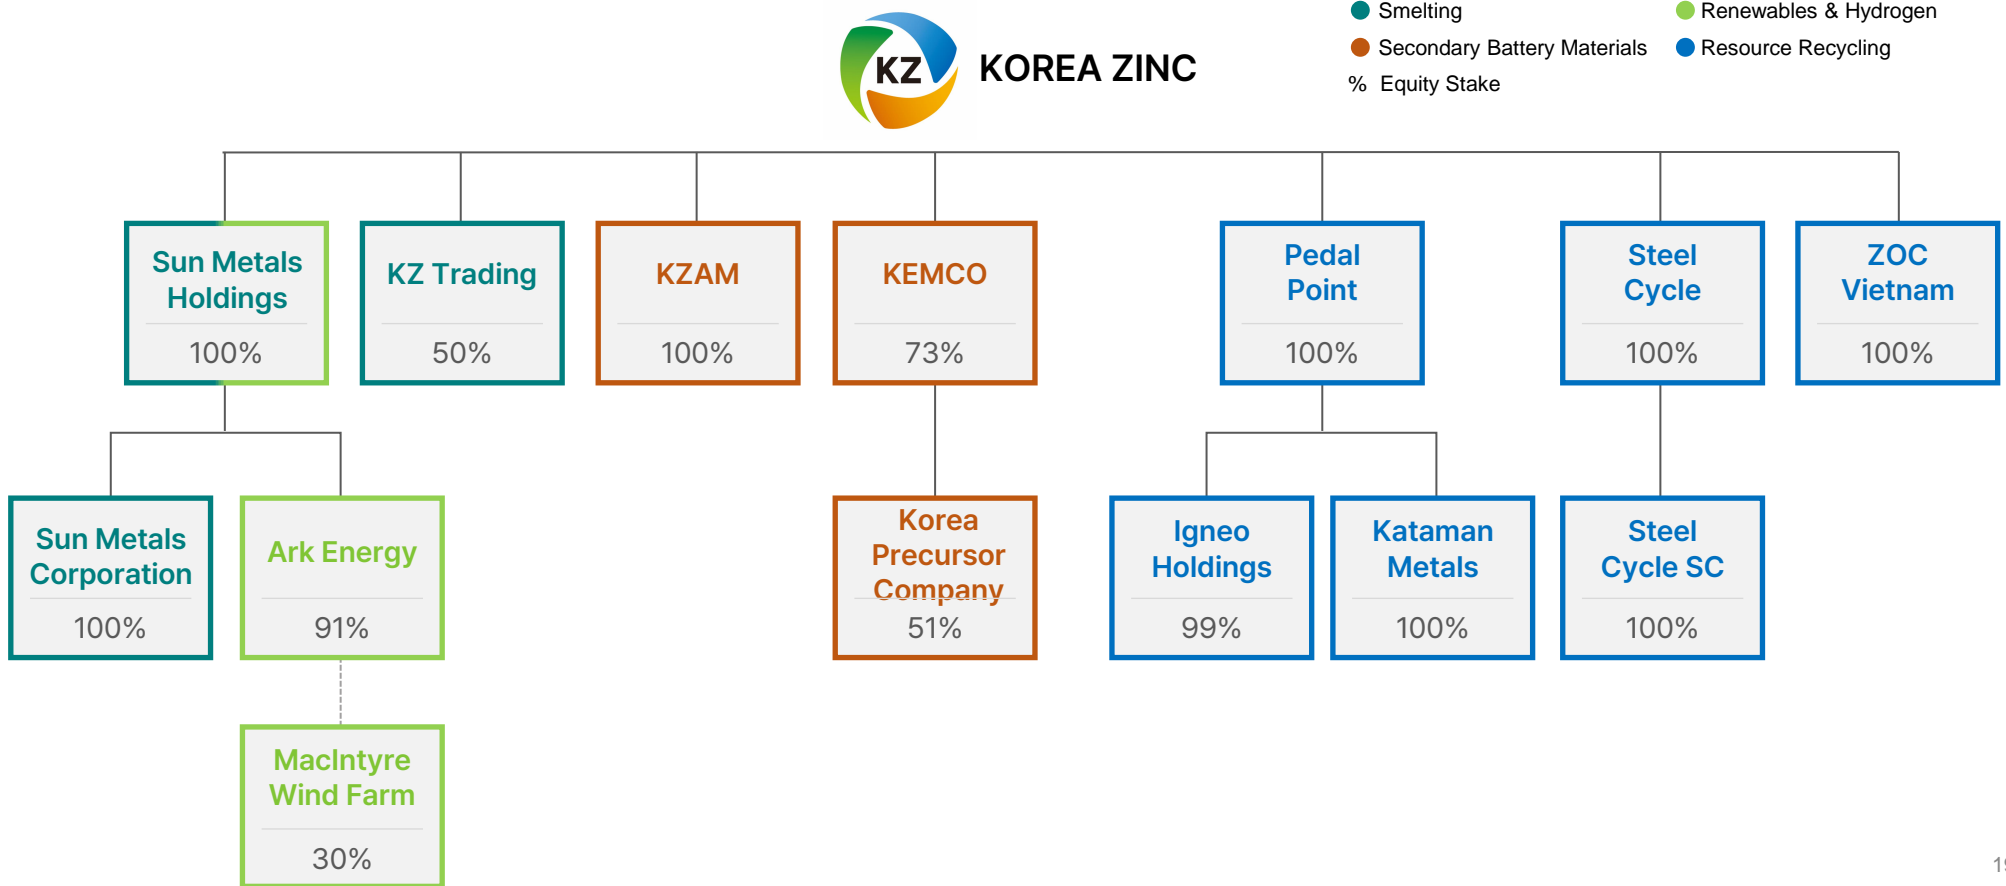 KZ
KOREA ZINC
Smelting
Renewables & Hydrogen
Secondary Battery Materials
Resource Recycling
% Equity Stake
Sun Metals
Holdings
100%
KZ Trading
50%
KZAM
100%
KEMCO
73%
Pedal
Point
100%
Steel
Cycle
100%
ZOC
Vietnam
100%
Sun Metals
Corporation
100%
Ark Energy
91%
Korea
Precursor
Company
51%
Igneo
Holdings
99%
Kataman
Metals
100%
Steel
Cycle SC
100%
MacIntyre
Wind Farm
30%